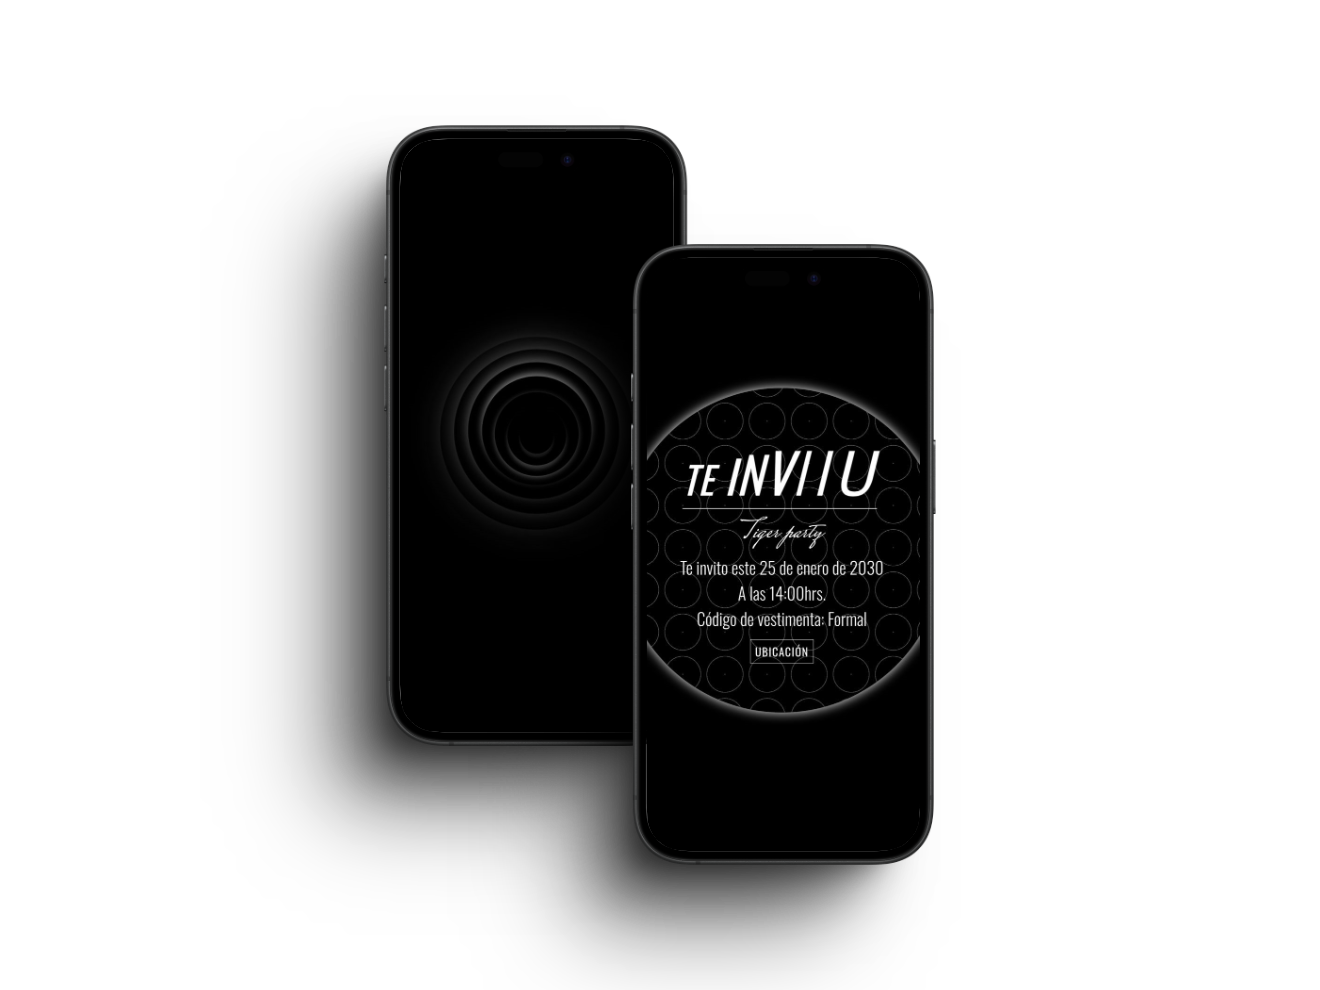 TE INVIIU
Tiger party
Te invito este 25 de enero de 2030
A las 14:00hrs.
Código de vestimenta: Formal
UBICACIÓN